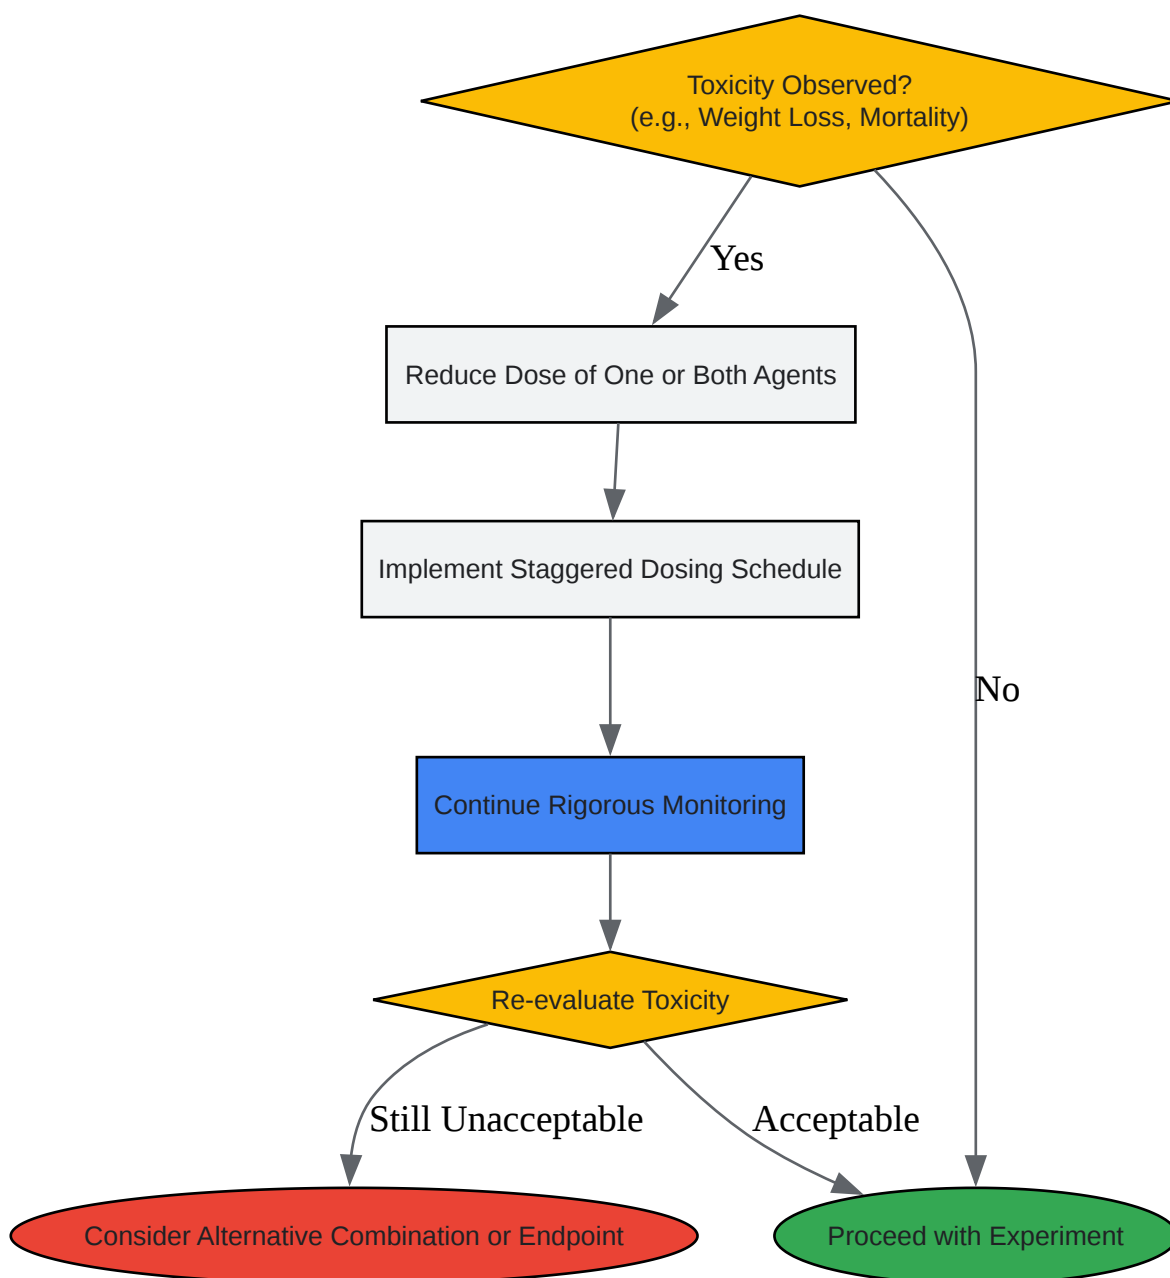 Toxicity Observed?
(e.g., Weight Loss, Mortality)
Yes
Reduce Dose of One or Both Agents
Implement Staggered Dosing Schedule
No
Continue Rigorous Monitoring
Re-evaluate Toxicity
Still Unacceptable
Acceptable
Consider Alternative Combination or Endpoint
Proceed with Experiment